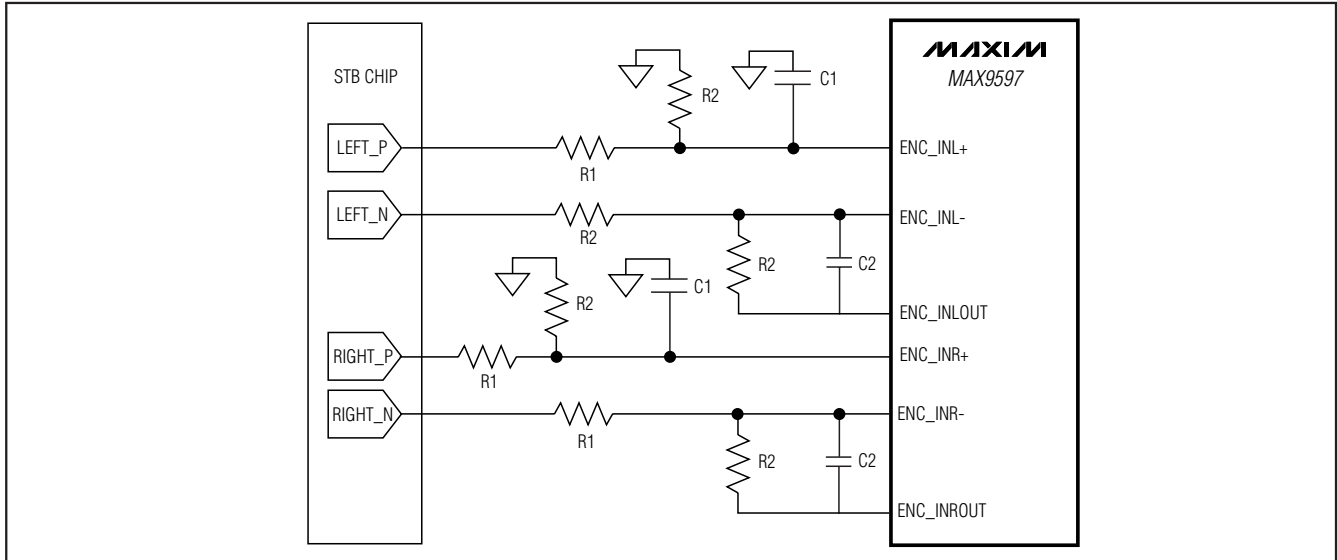 MAXIM
MAX9597
STB CHIP
R2
C1
LEFT_P
R1
ENC_INL+
LEFT_N
R2
ENC_INL-
R2
C2
R2
C1
ENC_INLOUT
RIGHT_P
R1
ENC_INR+
RIGHT_N
R1
ENC_INR-
R2
C2
ENC_INROUT